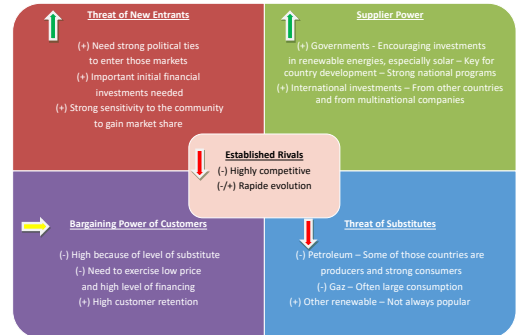 Threat of New Entrants
(+) Need strong political ties
to enter those markets
(+) Important initial financial
investments needed
(+) Strong sensitivity to the community
to gain market share
Supplier Power
(+) Governments - Encouraging investments
in renewable energies, especially solar – Key for
country development – Strong national programs
(+) International investments – From other countries
and from multinational companies
Established Rivals
(-) Highly competitive
(-/+) Rapide evolution
Bargaining Power of Customers
(-) High because of level of substitute
(-) Need to exercise low price
and high level of financing
(+) High customer retention
Threat of Substitutes
(-) Petroleum – Some of those countries are
producers and strong consumers
(-) Gaz – Often large consumption
(+) Other renewable – Not always popular